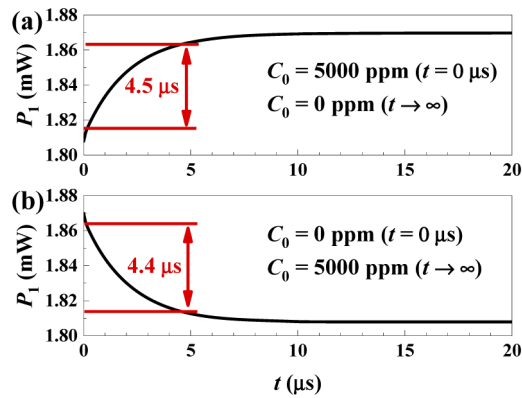 (a)
1.88
1.86
1.84
1.82
1.80
P₁ (mW)
4.5 μs
C₀ = 5000 ppm (t = 0 μs)
C₀ = 0 ppm (t → ∞)
0 5 10 15 20
(b)
1.88
1.86
1.84
1.82
1.80
P₁ (mW)
4.4 μs
C₀ = 0 ppm (t = 0 μs)
C₀ = 5000 ppm (t → ∞)
0 5 10 15 20
t (μs)